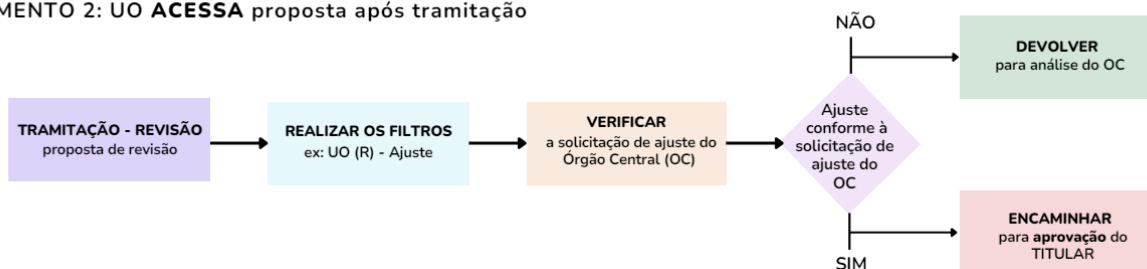 MENTO 2: UO ACESSA proposta após tramitação
TRAMITAÇÃO - REVISÃO
proposta de revisão
REALIZAR OS FILTROS
ex: UO (R) - Ajuste
VERIFICAR
a solicitação de ajuste do
Órgão Central (OC)
Ajuste
conforme à
solicitação de
ajuste do
OC
NÃO
DEVOLVER
para análise do OC
SIM
ENCAMINHAR
para aprovação do
TITULAR